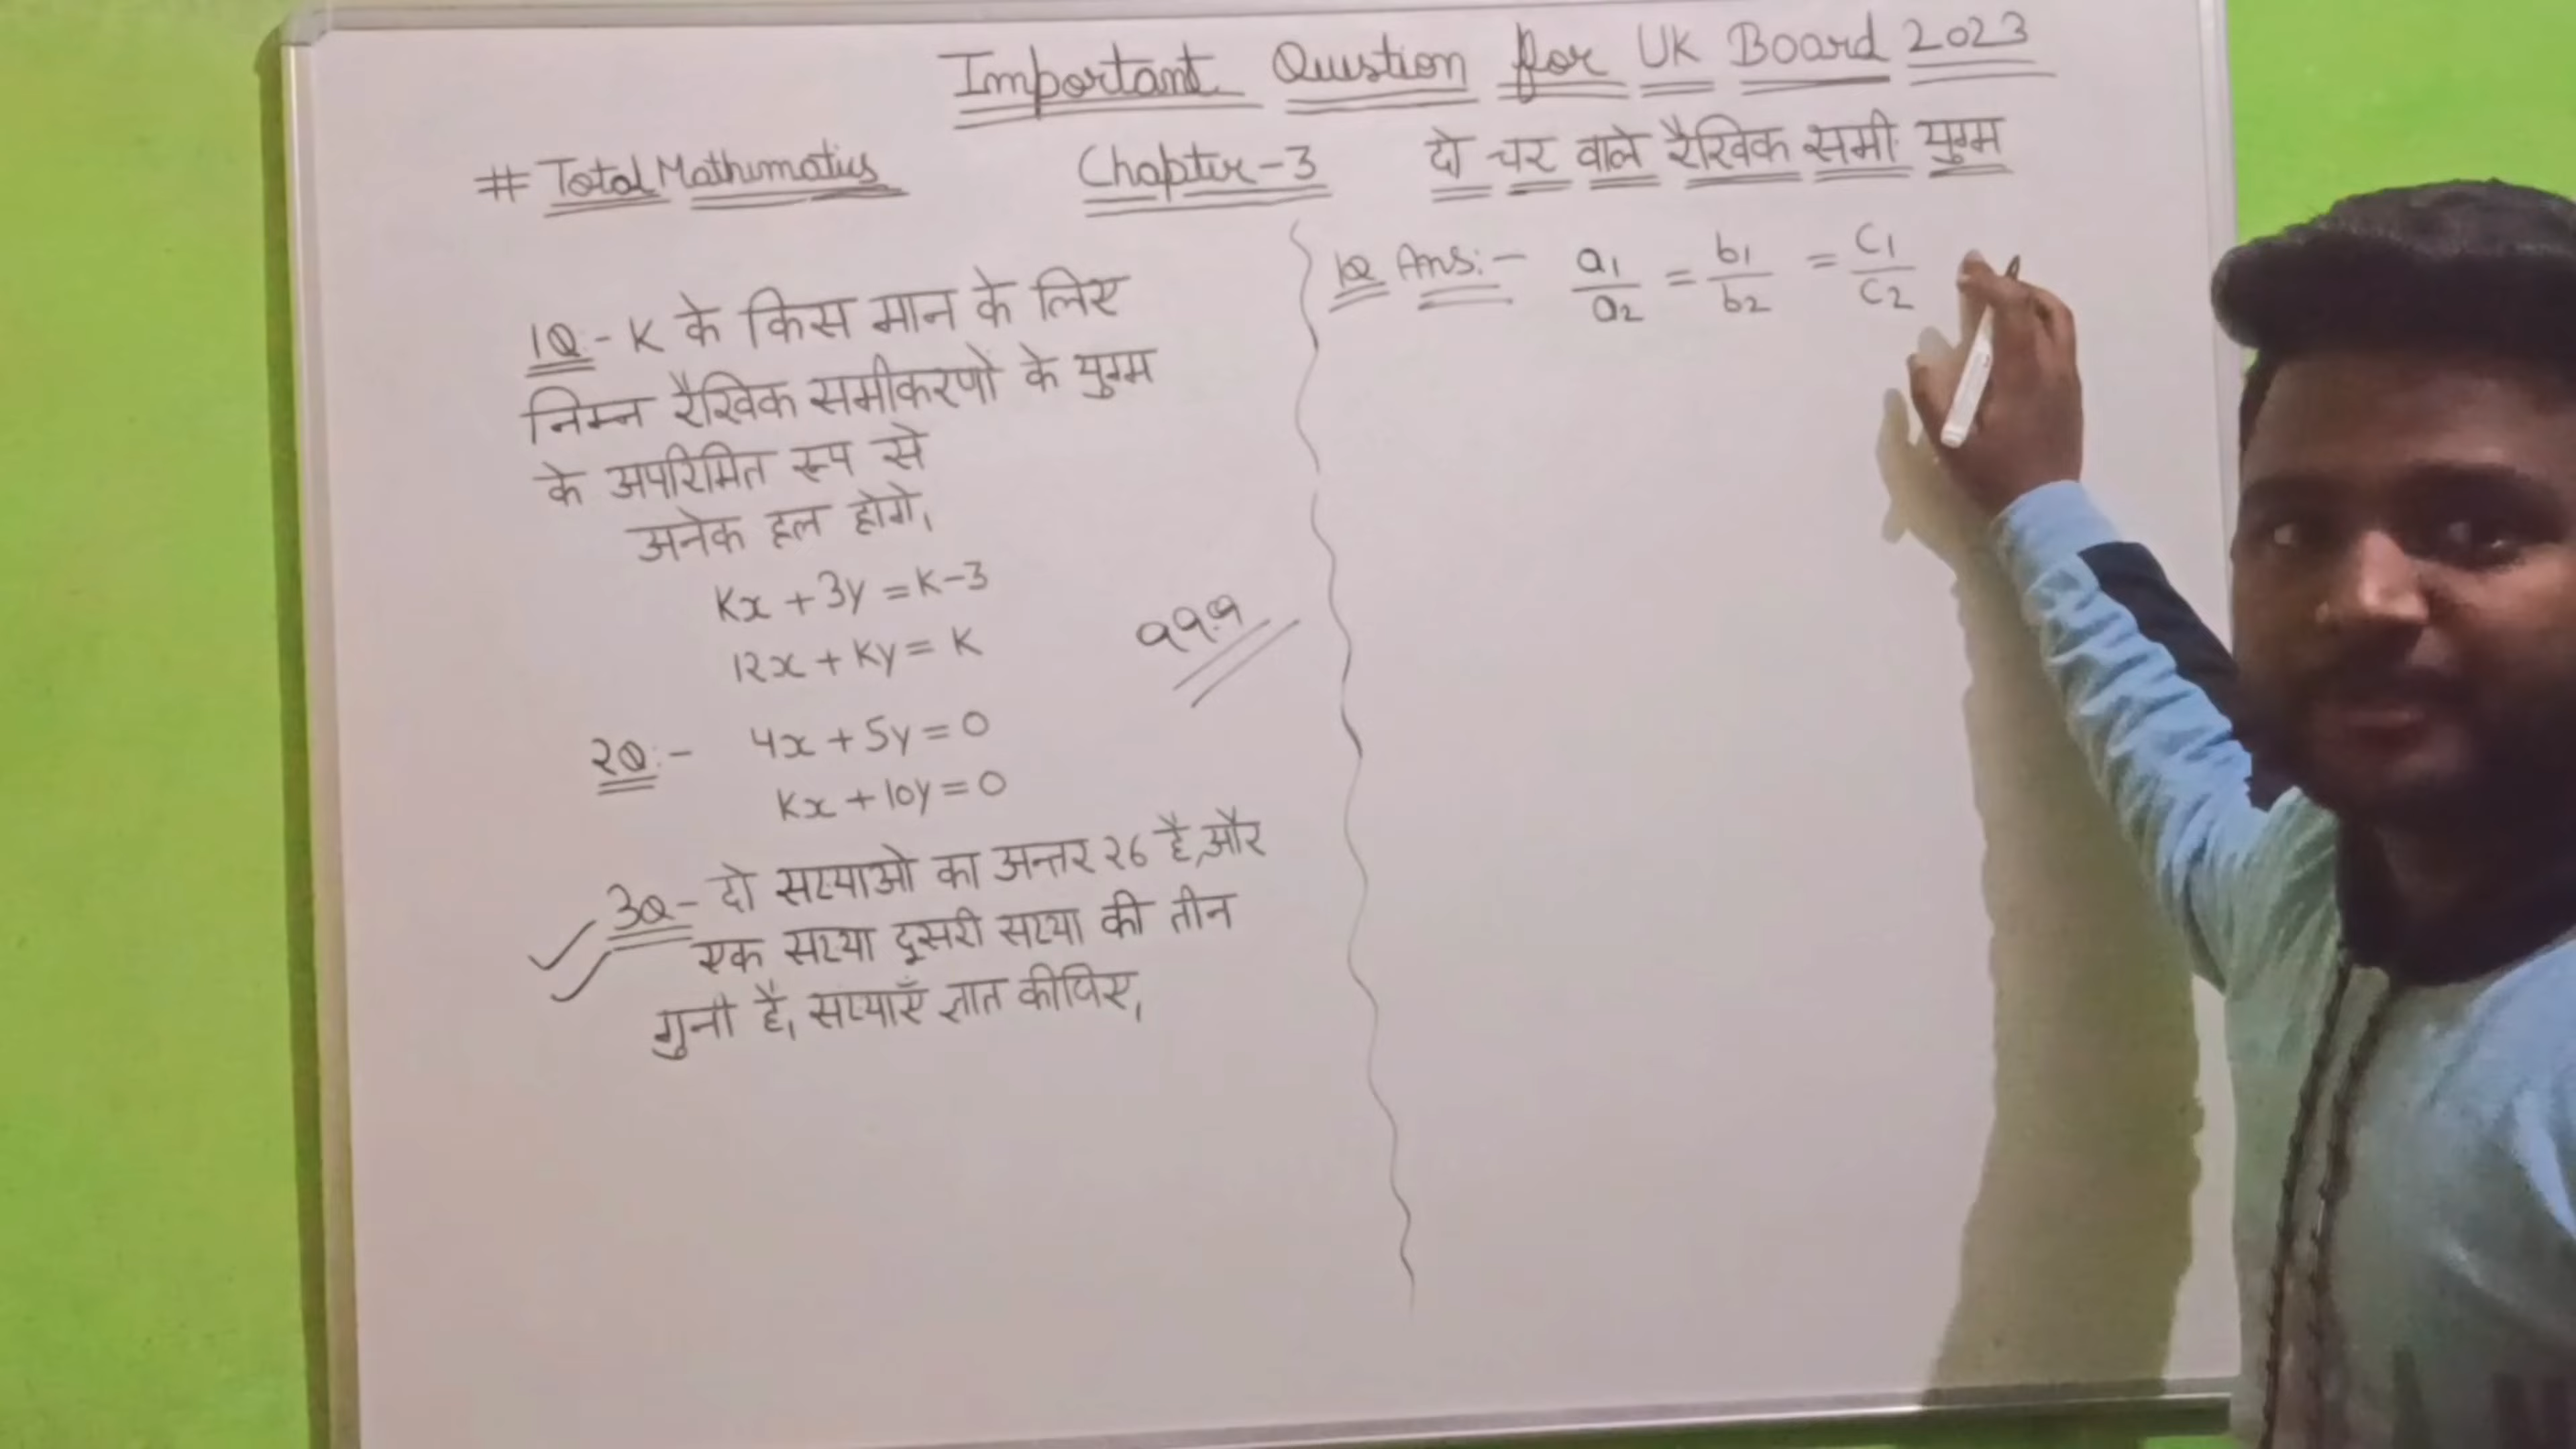 Important Question for UK Board 2023
# Total Mathematics Chapter-3 दो चर वाले रैखिक समी॰ युग्म
1Q:- K के किस मान के लिए
निम्न रैखिक समीकरणो के युग्म
के अपरिमित रूप से
अनेक हल होगे,
Kx + 3y = K-3
12x + Ky = K
2Q:- 4x + 5y = 0
Kx + 10y = 0
3Q- दो सख्याओ का अन्तर 26 है,और
एक सख्या दूसरी सख्या की तीन
गुनी है, सख्याएँ ज्ञात कीजिए,
1Q Ans:- a₁/a₂ = b₁/b₂ = c₁/c₂